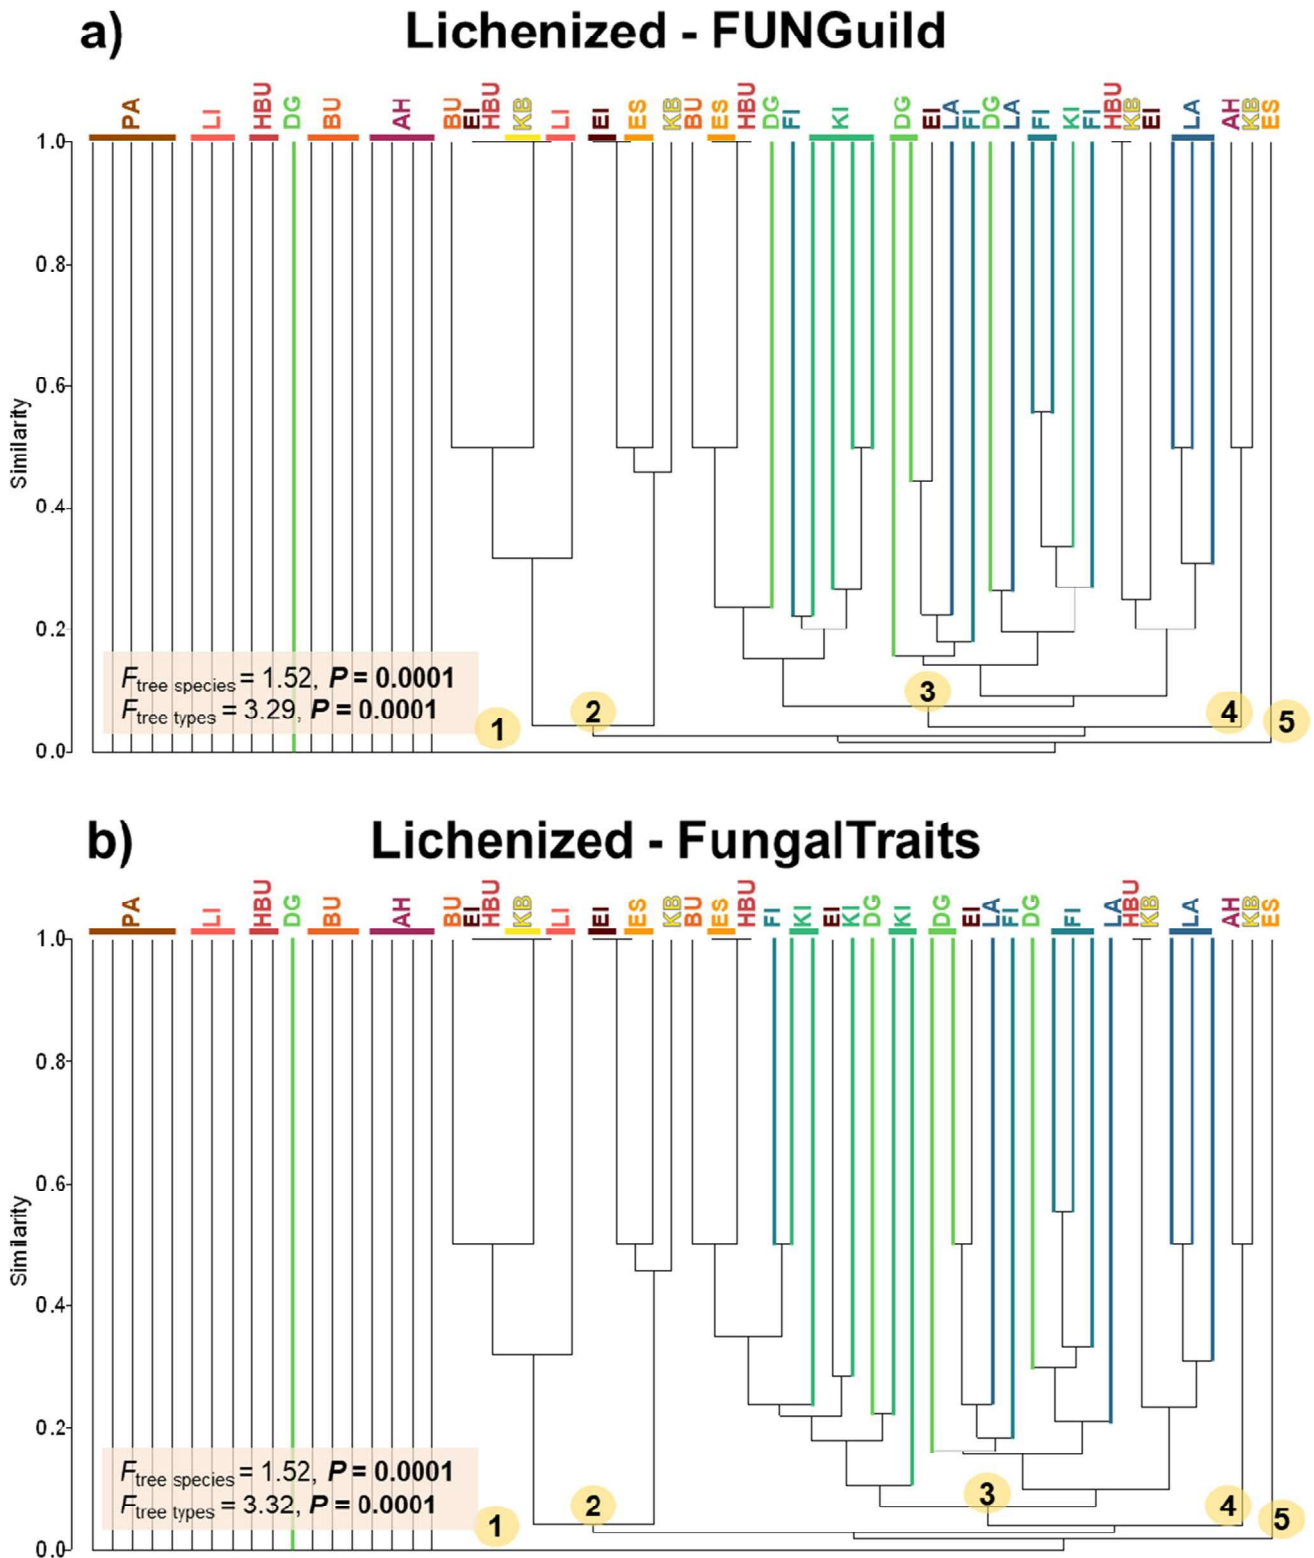 a) Lichenized - FUNGuild
PA LI HBU DG BU AH BU EI HBU KB LI EI ES KB BU ES HBU DG FI KI DG EI LA FI DG LA FI KI FI HBU KB EI LA AH KB ES
1.0
0.8
0.6
0.4
0.2
0.0
Similarity
F tree species = 1.52, P = 0.0001
F tree types = 3.29, P = 0.0001
1 2 3 4 5
b) Lichenized - FungalTraits
PA LI HBU DG BU AH BU EI HBU KB LI EI ES KB BU ES HBU FI KI EI KI DG KI DG EI LA FI DG FI LA HBU KB LA AH KB ES
1.0
0.8
0.6
0.4
0.2
0.0
Similarity
F tree species = 1.52, P = 0.0001
F tree types = 3.32, P = 0.0001
1 2 3 4 5